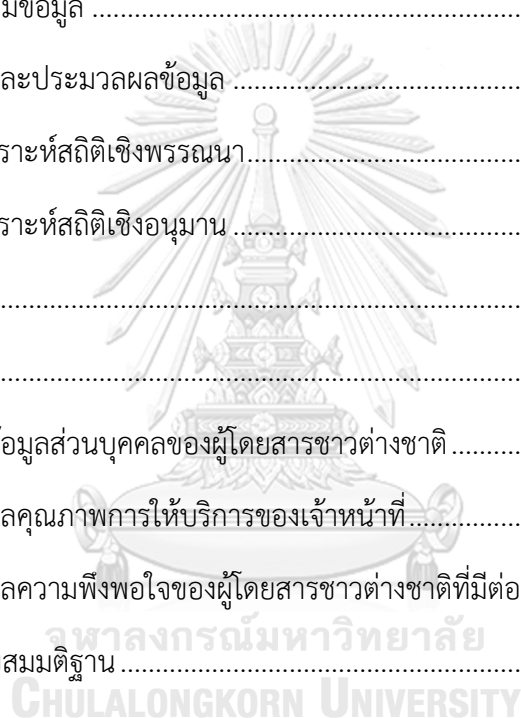 มข้อมูล ..........................................................
ละประมวลผลข้อมูล .......................................
ราะห์สถิติเชิงพรรณนา.....................................
ราะห์สถิติเชิงอนุมาน .......................................
....................................................................
....................................................................
้อมูลส่วนบุคคลของผู้โดยสารชาวต่างชาติ ..........
ลคุณภาพการให้บริการของเจ้าหน้าที่................
ลความพึงพอใจของผู้โดยสารชาวต่างชาติที่มีต่อ
จุฬาลงกรณ์มหาวิทยาลัย
สมมติฐาน ......................................................
CHULALONGKORN UNIVERSITY